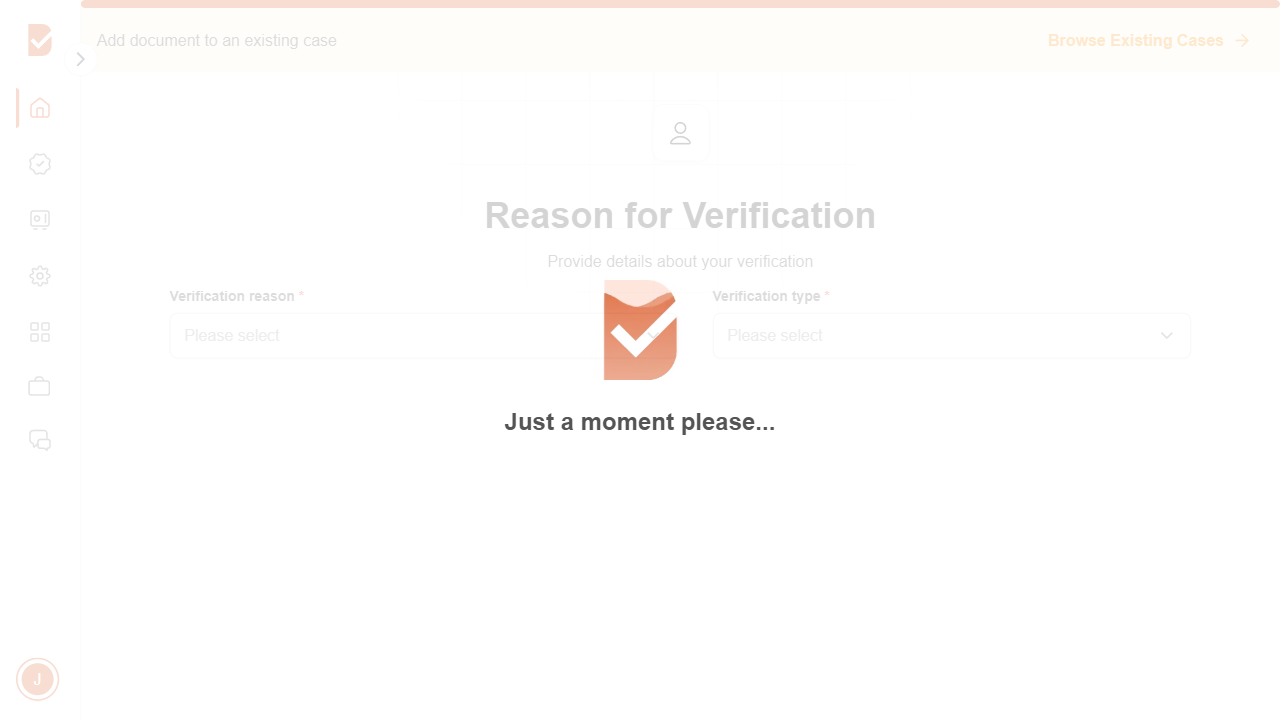 Add document to an existing case
Browse Existing Cases
Reason for Verification
Provide details about your verification
Verification reason *
Verification type *
Please select
Please select
Just a moment please...
J